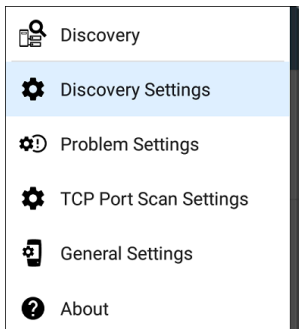 Discovery
Discovery Settings
Problem Settings
TCP Port Scan Settings
General Settings
About